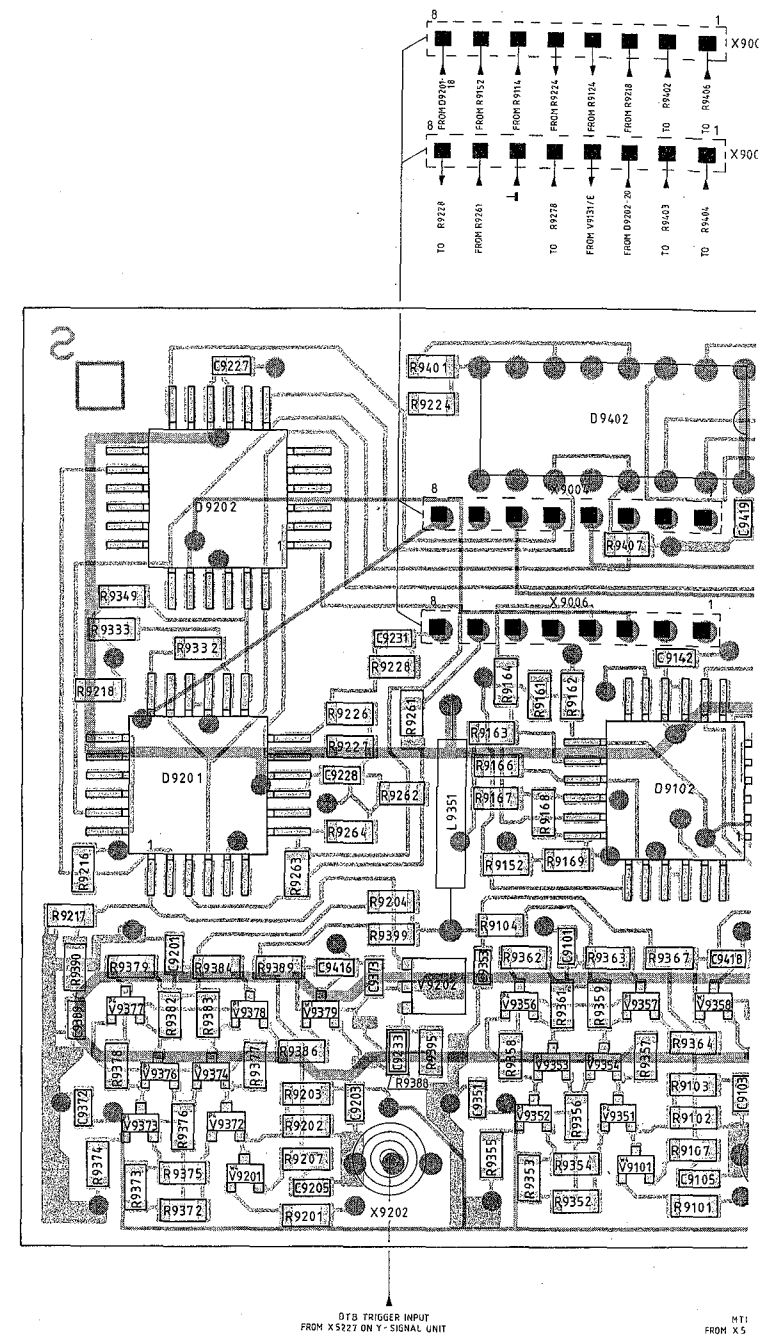 8 1
X900
FROM D9201-18
FROM R9152
FROM R9114
FROM R9224
FROM R9124
FROM R9218
TO R9402
TO R9406
8 1
X900
TO R9228
FROM R9261
TO R9278
FROM V9131/E
FROM D9202-20
TO R9403
TO R9404
S
C9227
R9401
R9224
D9402
D9202
8
X9004
C9419
1
R9407
R9349
R9333
R9332
8
X9006
1
C9231
R9228
C9142
R9218
R9164
R9161
R9162
R9226
R9261
R9163
R9227
D9201
C9228
R9166
D9102
R9262
L9351
R9167
R9168
R9264
1
R9216
R9263
R9152
R9169
R9217
R9204
R9104
R9399
R9390
R9379
C9201
R9384
R9389
C9416
C9373
V9202
R9362
C9101
R9363
R9367
C9418
V9377
R9382
R9383
V9378
V9379
V9356
R9361
R9359
V9357
V9358
R9378
R9377
R9386
C9233
R9395
R9358
R9357
R9364
V9376
V9374
R9388
V9353
V9354
C9372
R9203
C9203
C9351
R9103
C9103
V9373
R9376
V9372
R9202
V9352
R9356
V9351
R9102
R9374
R9375
R9207
R9355
R9354
R9107
R9373
V9201
C9205
R9353
V9101
C9105
R9372
R9201
X9202
R9352
R9101
DTB TRIGGER INPUT
FROM X5227 ON Y-SIGNAL UNIT
MTI
FROM X5